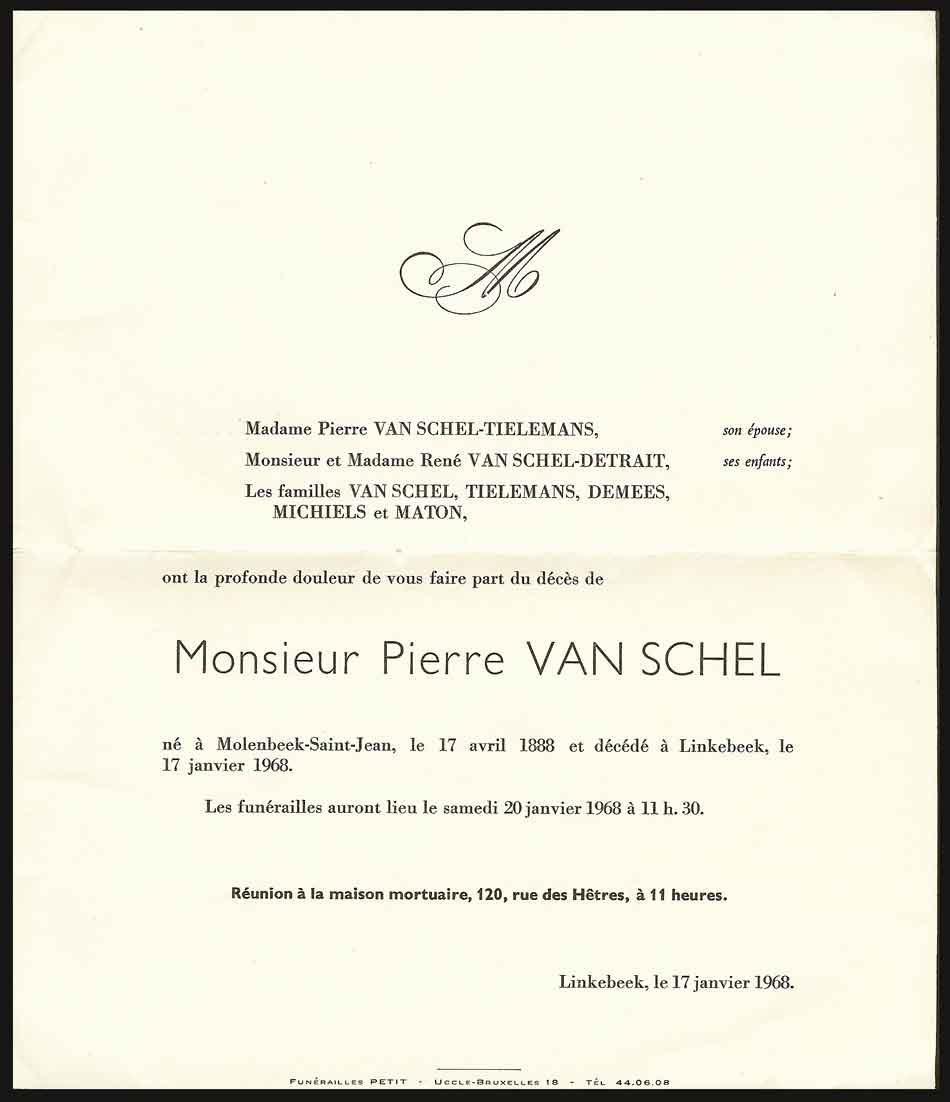 M
Madame Pierre VAN SCHEL-TIELEMANS, son épouse;
Monsieur et Madame René VAN SCHEL-DETRAIT, ses enfants;
Les familles VAN SCHEL, TIELEMANS, DEMEES,
MICHIELS et MATON,
ont la profonde douleur de vous faire part du décès de
Monsieur Pierre VAN SCHEL
né à Molenbeek-Saint-Jean, le 17 avril 1888 et décédé à Linkebeek, le
17 janvier 1968.
Les funérailles auront lieu le samedi 20 janvier 1968 à 11 h. 30.
Réunion à la maison mortuaire, 120, rue des Hêtres, à 11 heures.
Linkebeek, le 17 janvier 1968.
FUNÉRAILLES PETIT - UCCLE-BRUXELLES 18 - TÉL 44.06.08